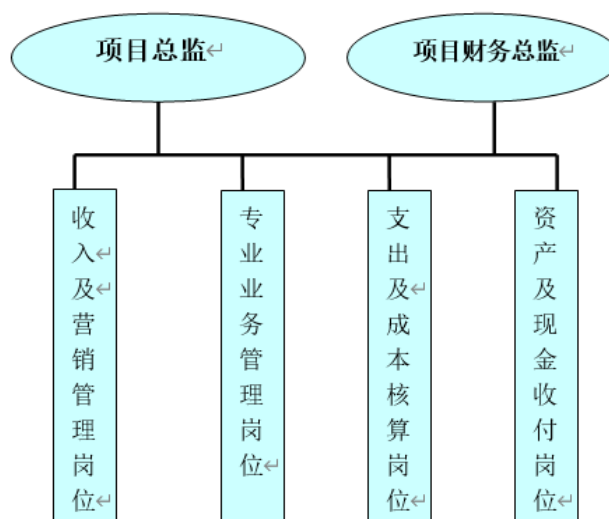 项目总监
项目财务总监
收入及营销管理岗位
专业业务管理岗位
支出及成本核算岗位
资产及现金收付岗位